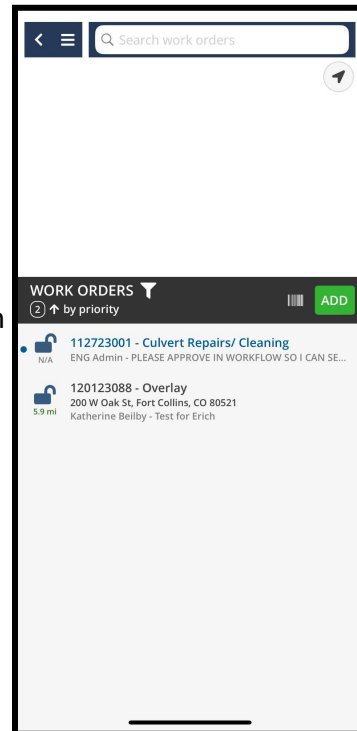 Search work orders
WORK ORDERS
2 by priority
ADD
112723001 - Culvert Repairs/ Cleaning
N/A
ENG Admin - PLEASE APPROVE IN WORKFLOW SO I CAN SE...
120123088 - Overlay
200 W Oak St, Fort Collins, CO 80521
5.9 mi
Katherine Beilby - Test for Erich